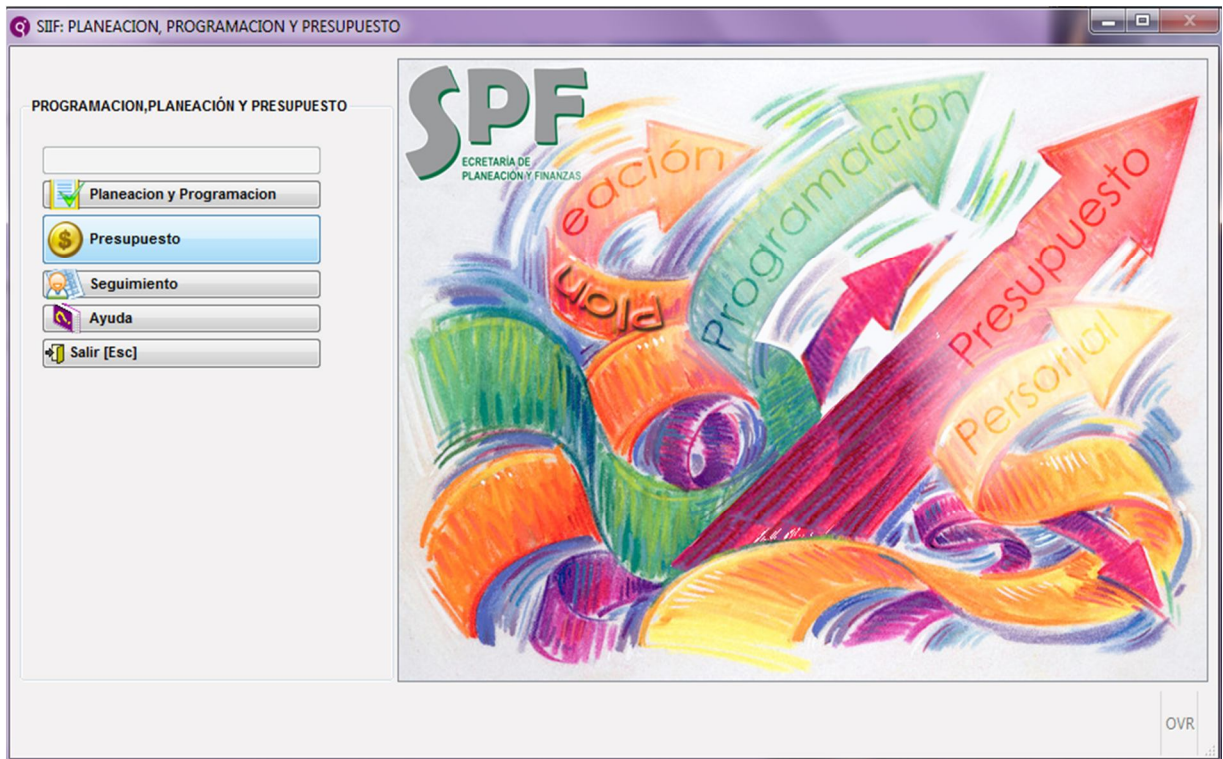 SIIF: PLANEACION, PROGRAMACION Y PRESUPUESTO
PROGRAMACION,PLANEACIÓN Y PRESUPUESTO
Planeacion y Programacion
Presupuesto
Seguimiento
Ayuda
Salir [Esc]
SPF
ECRETARÍA DE
PLANEACIÓN Y FINANZAS
Plan
eación
Programación
Presupuesto
Personal
OVR